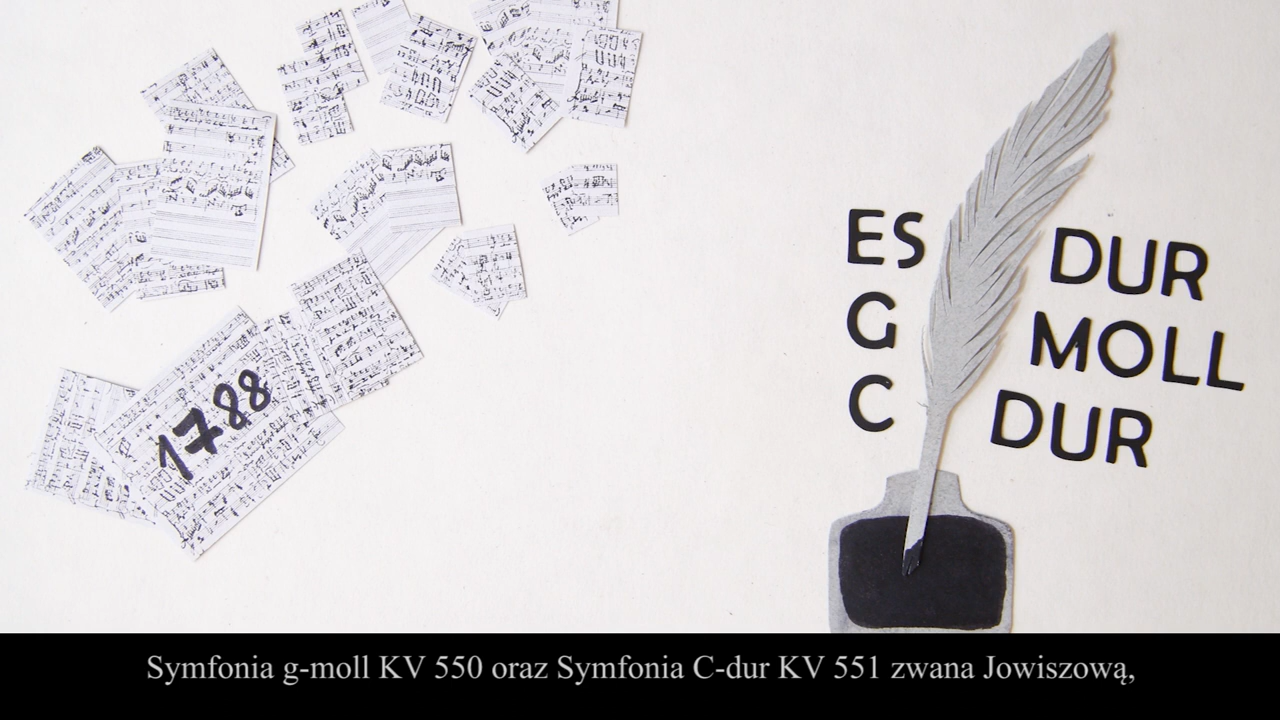 1788
ES DUR
G MOLL
C DUR
Symfonia g-moll KV 550 oraz Symfonia C-dur KV 551 zwana Jowiszową,